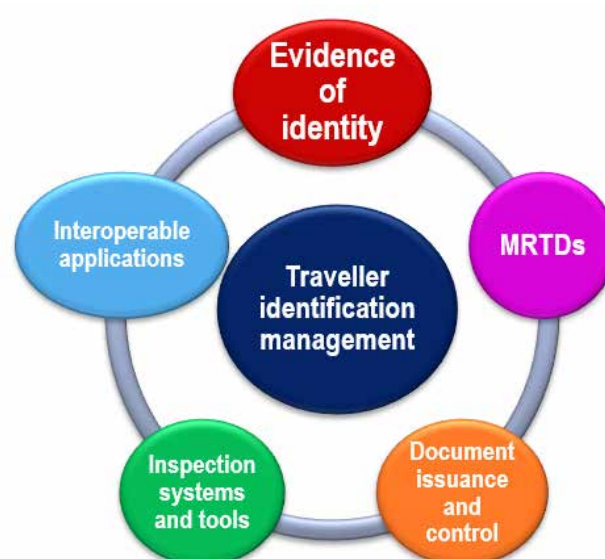 Evidence
of
identity
MRTDs
Document
issuance
and
control
Inspection
systems
and tools
Interoperable
applications
Traveller
identification
management